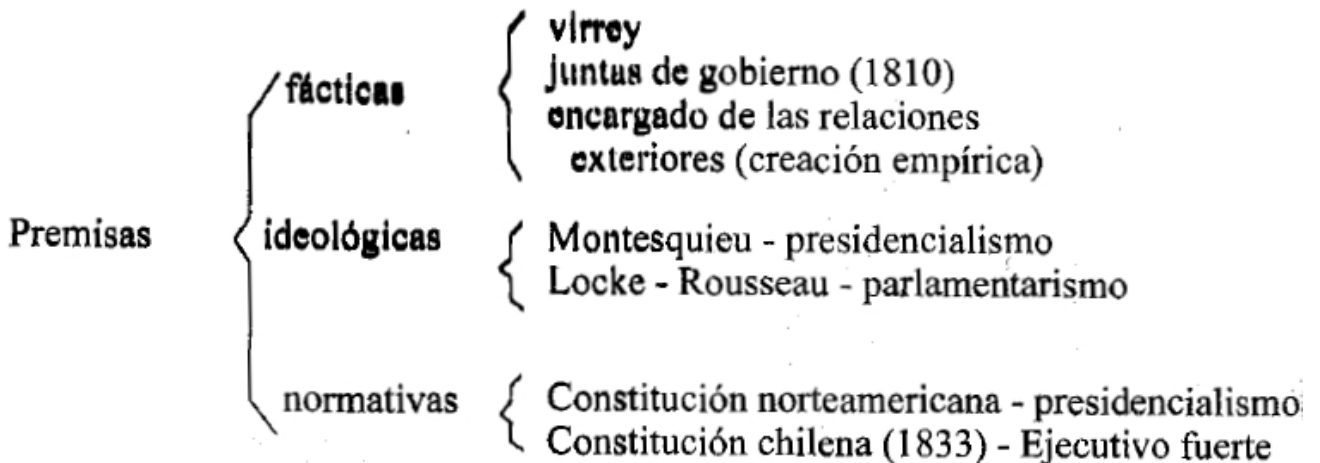 virrey
fácticas
juntas de gobierno (1810)
encargado de las relaciones
exteriores (creación empírica)
Premisas
ideológicas
Montesquieu - presidencialismo
Locke - Rousseau - parlamentarismo
normativas
Constitución norteamericana - presidencialismo
Constitución chilena (1833) - Ejecutivo fuerte